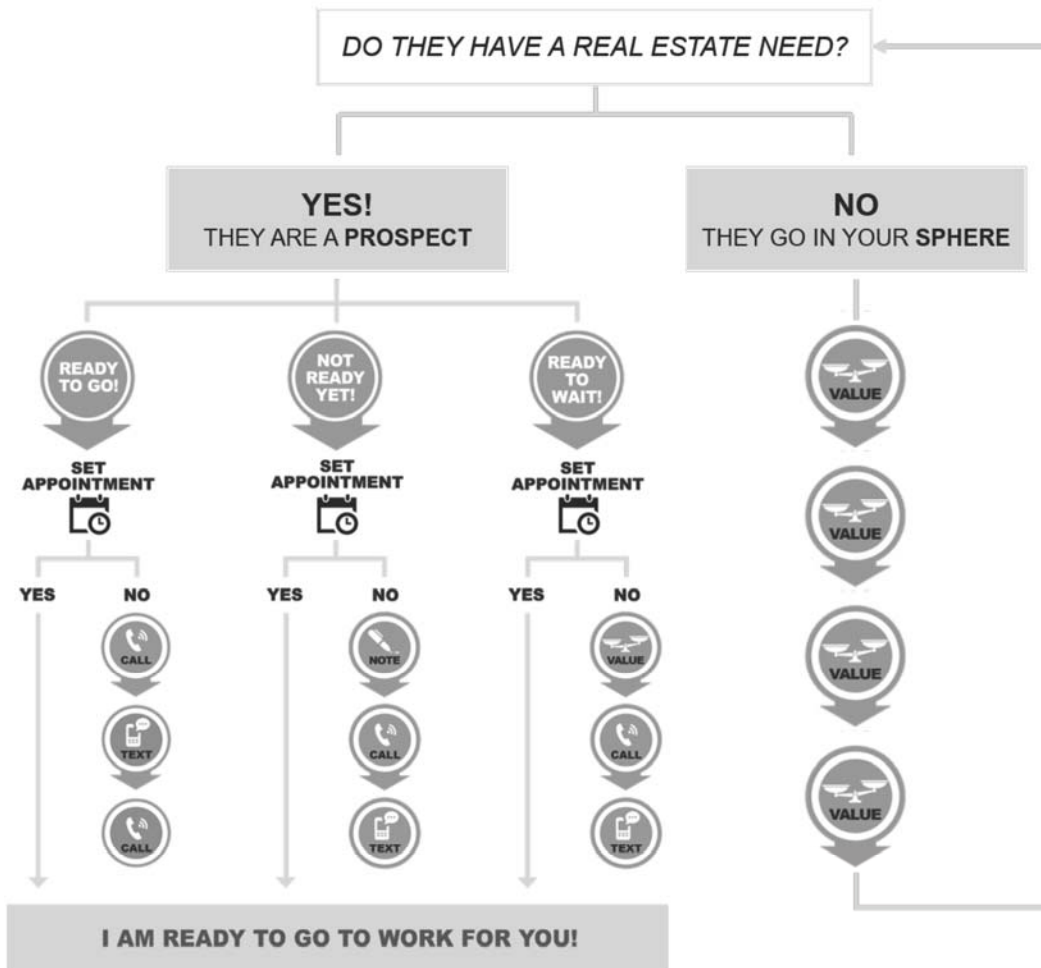 DO THEY HAVE A REAL ESTATE NEED?
YES!
THEY ARE A PROSPECT
NO
THEY GO IN YOUR SPHERE
READY
TO GO!
SET
APPOINTMENT
YES
NO
CALL
TEXT
CALL
NOT
READY
YET!
SET
APPOINTMENT
YES
NO
NOTE
CALL
TEXT
READY
TO
WAIT!
SET
APPOINTMENT
YES
NO
VALUE
CALL
TEXT
VALUE
VALUE
VALUE
VALUE
I AM READY TO GO TO WORK FOR YOU!